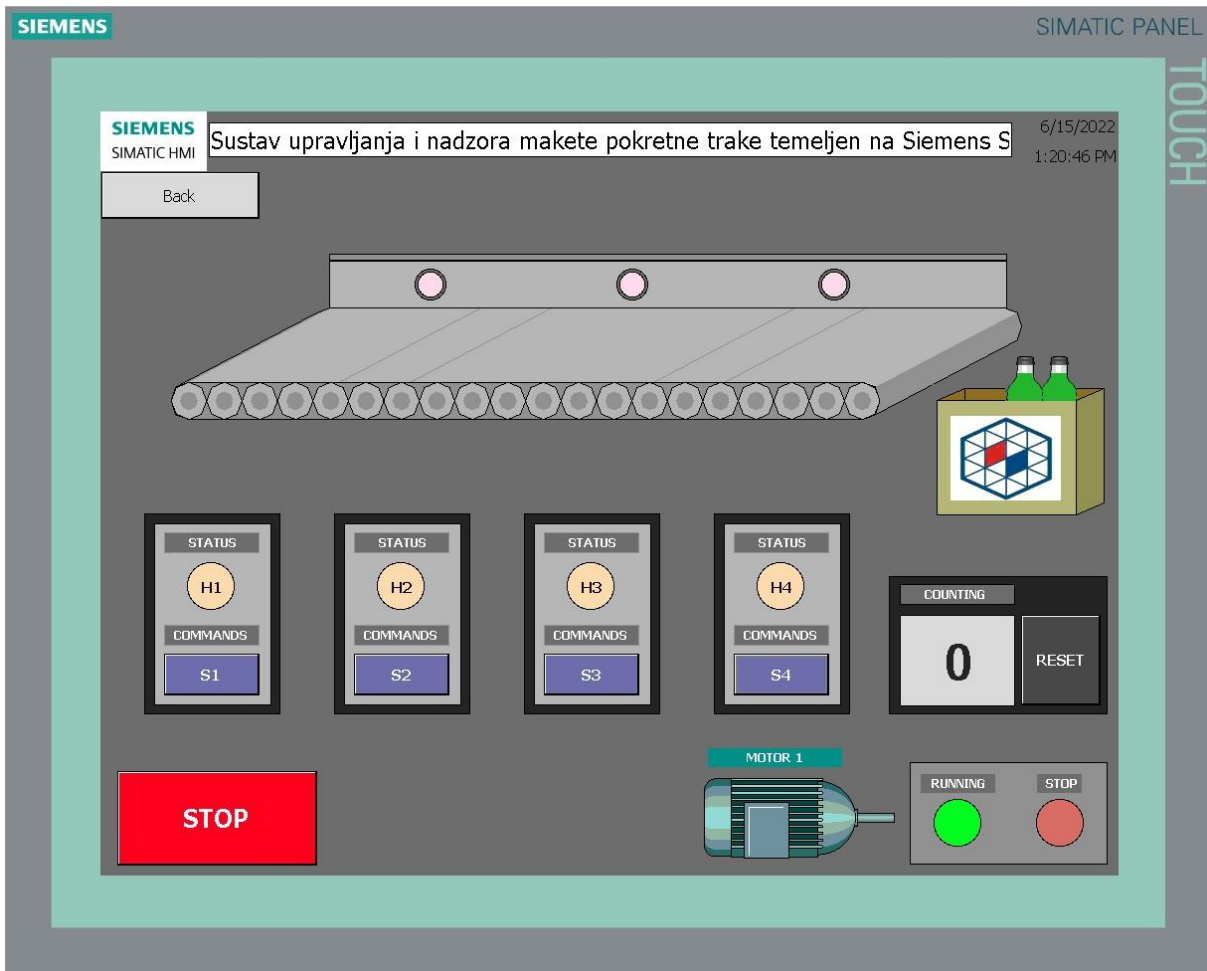 SIEMENS
SIMATIC PANEL
TOUCH
SIEMENS
SIMATIC HMI
Sustav upravljanja i nadzora makete pokretne trake temeljen na Siemens S
6/15/2022
1:20:46 PM
Back
STATUS STATUS STATUS STATUS
H1 H2 H3 H4
COUNTING
COMMANDS COMMANDS COMMANDS COMMANDS
S1 S2 S3 S4
0
RESET
MOTOR 1
RUNNING STOP
STOP